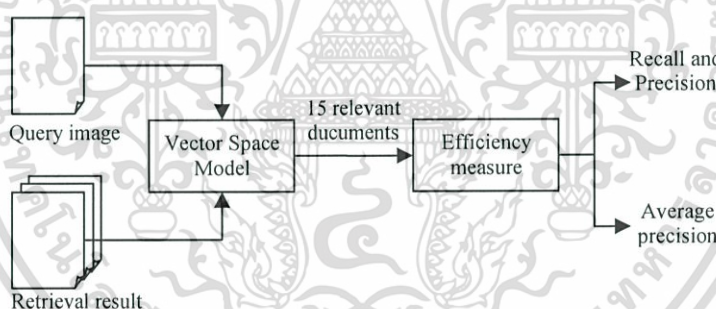 Query image
Retrieval result
Vector Space
Model
15 relevant
ducuments
Efficiency
measure
Recall and
Precision
Average
precision